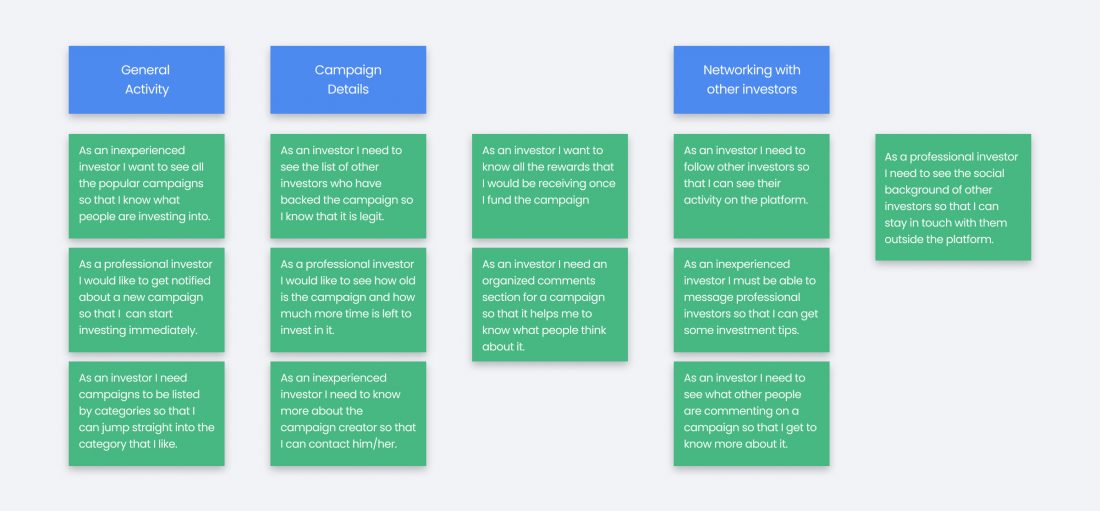 General
Activity
As an inexperienced
investor I want to see all
the popular campaigns
so that I know what
people are investing into.
As a professional investor
I would like to get notified
about a new campaign
so that I  can start
investing immediately.
As an investor I need
campaigns to be listed
by categories so that I
can jump straight into the
category that I like.
Campaign
Details
As an investor I need to
see the list of other
investors who have
backed the campaign so
I know that it is legit.
As a professional investor
I would like to see how old
is the campaign and how
much more time is left to
invest in it.
As an inexperienced
investor I need to know
more about the
campaign creator so that
I can contact him/her.
As an investor I want to
know all the rewards that
I would be receiving once
I fund the campaign
As an investor I need an
organized comments
section for a campaign
so that it helps me to
know what people think
about it.
Networking with
other investors
As an investor I need to
follow other investors so
that I can see their
activity on the platform.
As an inexperienced
investor I must be able to
message professional
investors so that I can get
some investment tips.
As an investor I need to
see what other people
are commenting on a
campaign so that I get to
know more about it.
As a professional investor
I need to see the social
background of other
investors so that I can
stay in touch with them
outside the platform.